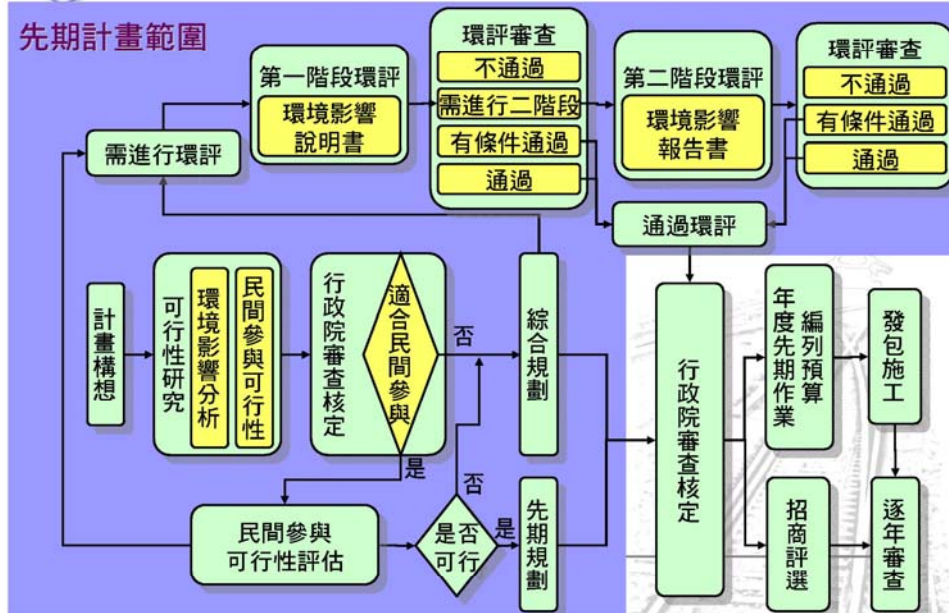 先期計畫範圍
需進行環評
第一階段環評
環境影響
說明書
環評審查
不通過
需進行二階段
有條件通過
通過
第二階段環評
環境影響
報告書
環評審查
不通過
有條件通過
通過
通過環評
計畫構想
可行性研究
環境影響分析
民間參與可行性
行政院審查核定
適合民間參與
否
是
綜合規劃
民間參與
可行性評估
是否
可行
否
是
先期規劃
行政院審查核定
年度先期作業
編列預算
發包施工
招商評選
逐年審查